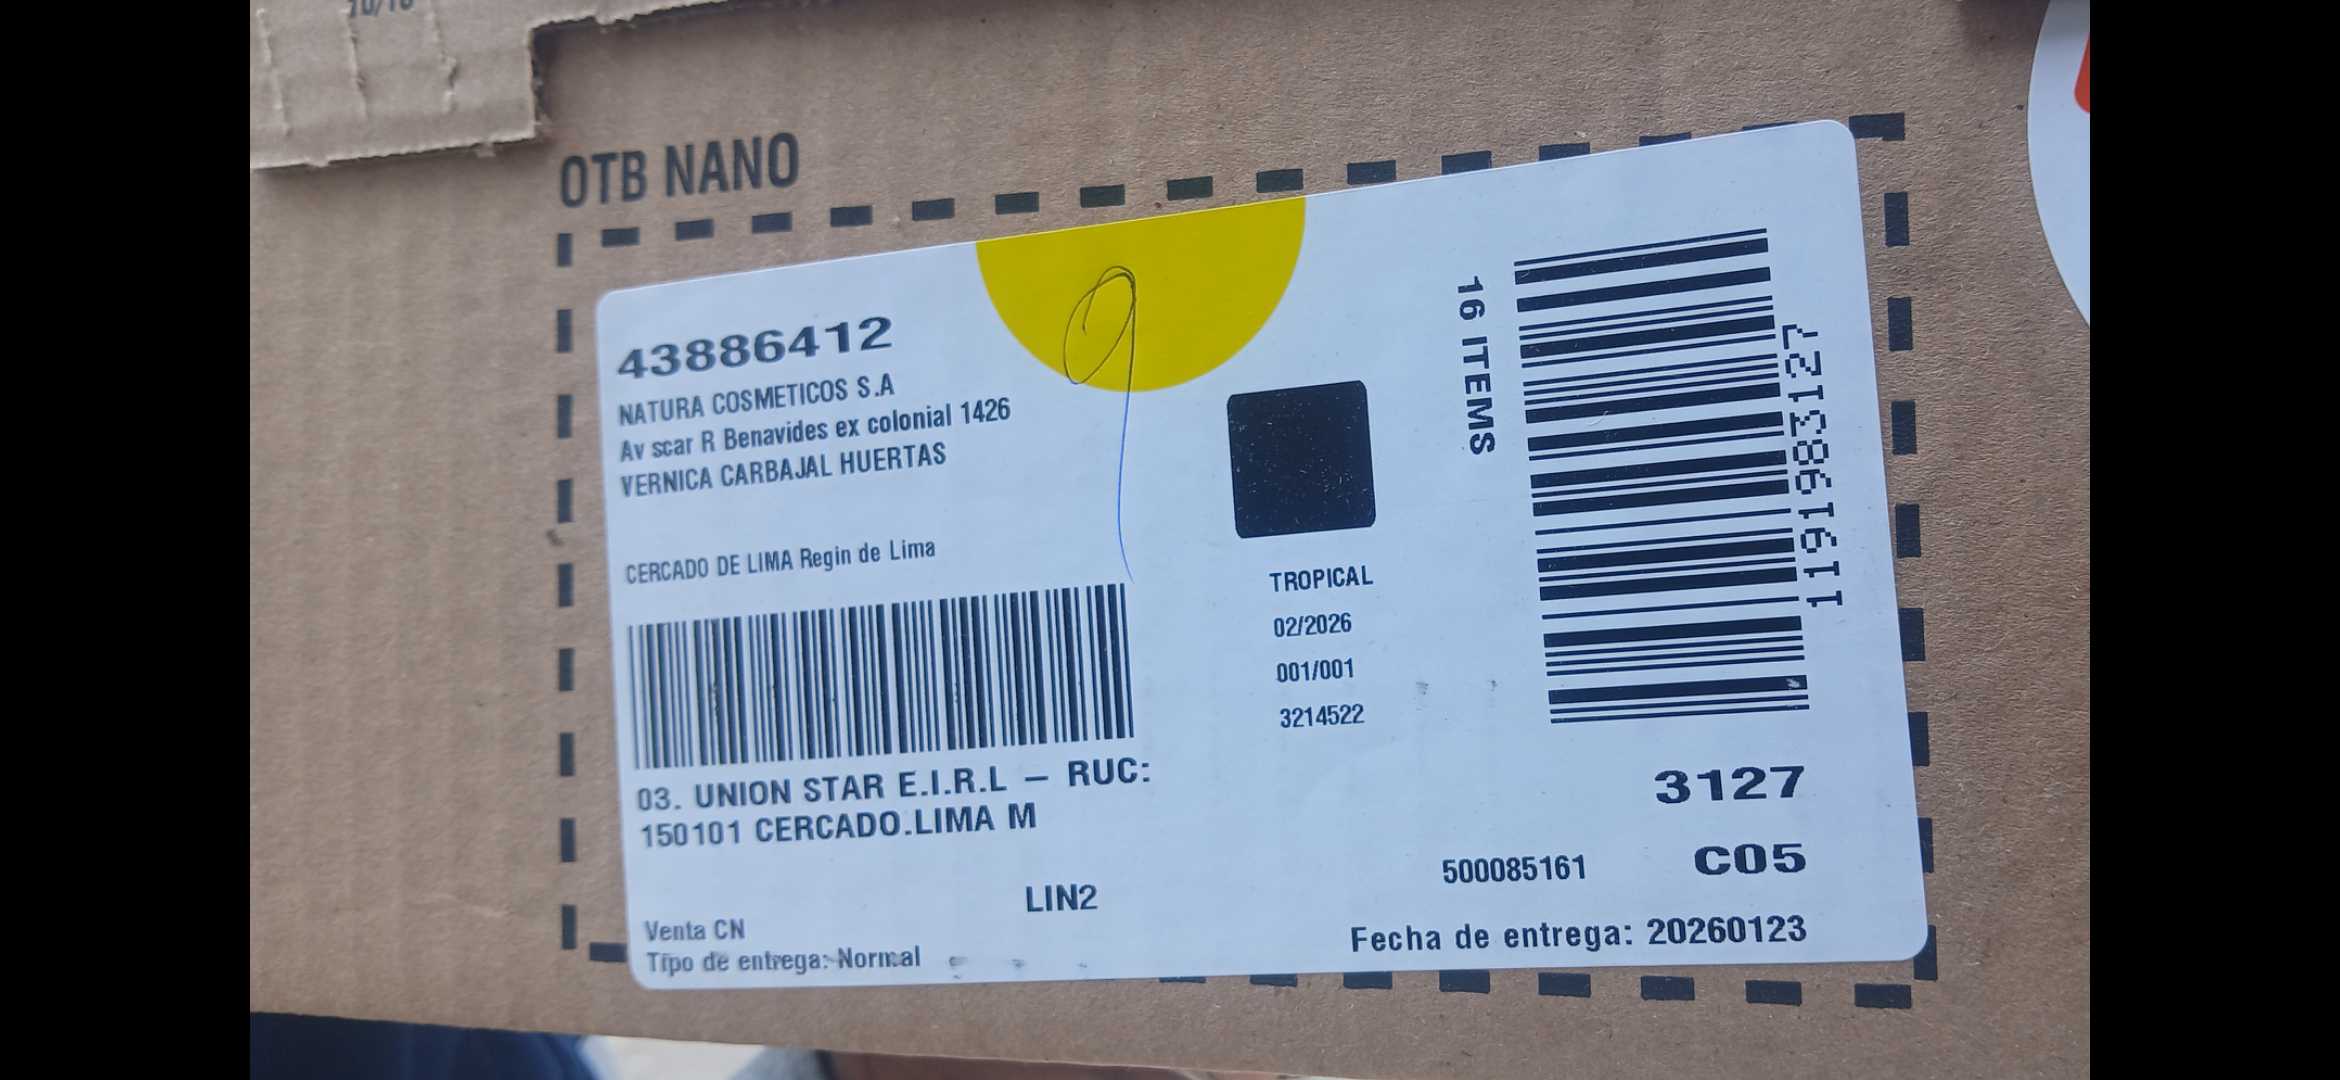 OTB NANO
9
43886412
NATURA COSMETICOS S.A
Av scar R Benavides ex colonial 1426
VERNICA CARBAJAL HUERTAS
CERCADO DE LIMA Regin de Lima
03. UNION STAR E.I.R.L – RUC:
150101 CERCADO.LIMA M
LIN2
Venta CN
Tipo de entrega: Normal
TROPICAL
02/2026
001/001
3214522
16 ITEMS
1191983127
3127
500085161 C05
Fecha de entrega: 20260123